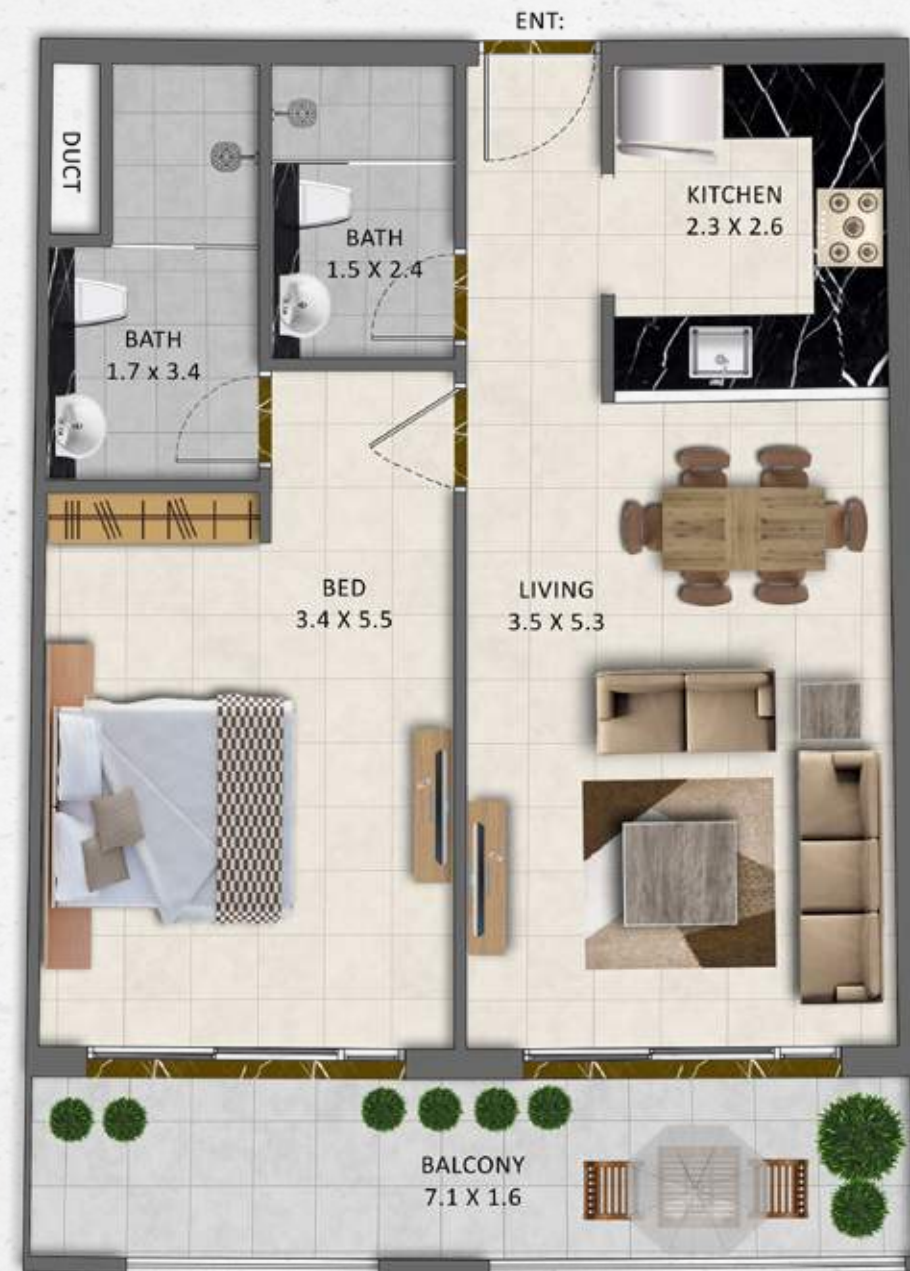 ENT:
DUCT
KITCHEN
2.3 X 2.6
BATH
1.5 X 2.4
BATH
1.7 x 3.4
BED
3.4 X 5.5
LIVING
3.5 X 5.3
BALCONY
7.1 X 1.6